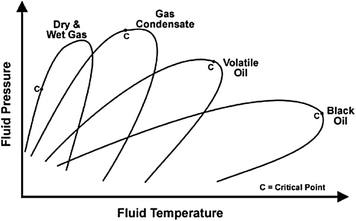 Gas
Condensate
Dry &
Wet Gas
C
C
Volatile
Oil
C
C
Black
Oil
Fluid Pressure
C = Critical Point
Fluid Temperature